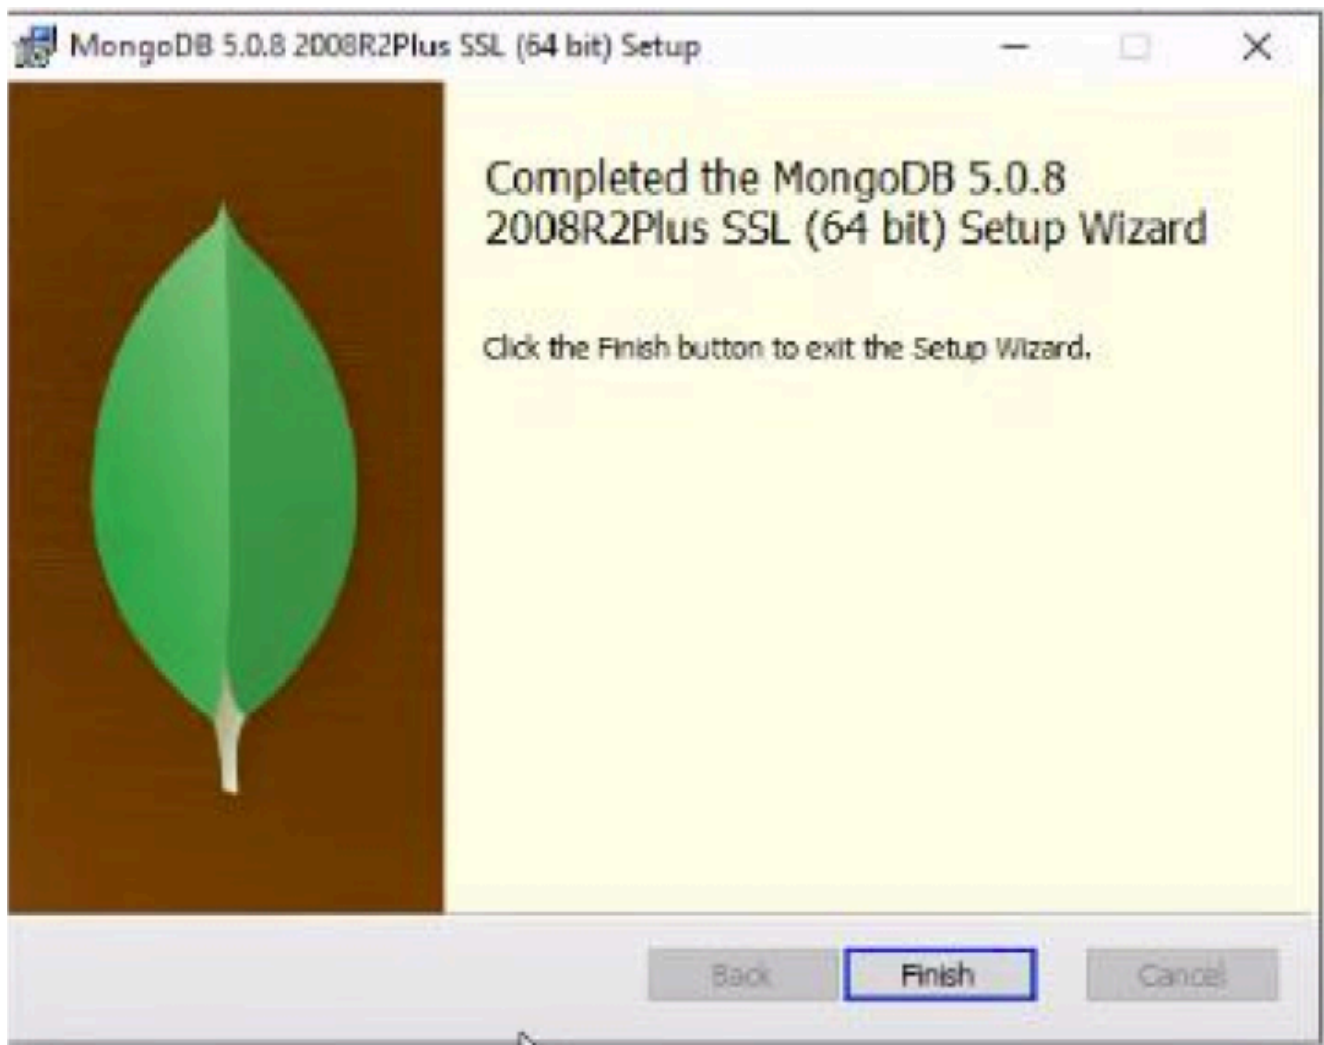 MongoDB 5.0.8 2008R2Plus SSL (64 bit) Setup
Completed the MongoDB 5.0.8
2008R2Plus SSL (64 bit) Setup Wizard
Click the Finish button to exit the Setup Wizard.
Back
Finish
Cancel